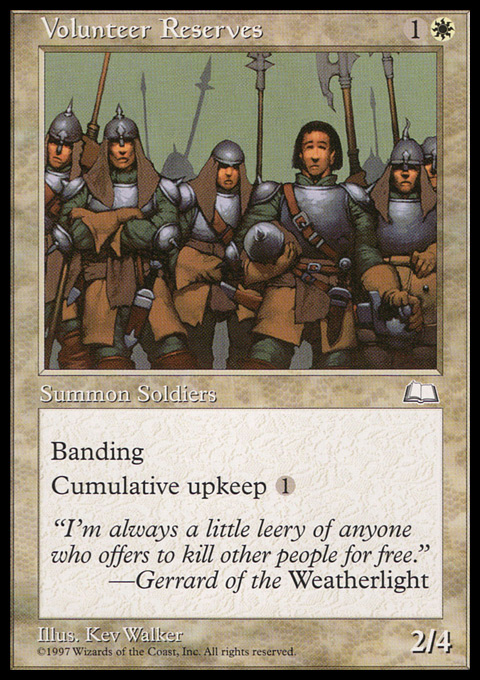 Volunteer Reserves 1
Summon Soldiers
Banding
Cumulative upkeep 1
“I’m always a little leery of anyone
who offers to kill other people for free.”
—Gerrard of the Weatherlight
Illus. Kev Walker
2/4
©1997 Wizards of the Coast, Inc. All rights reserved.